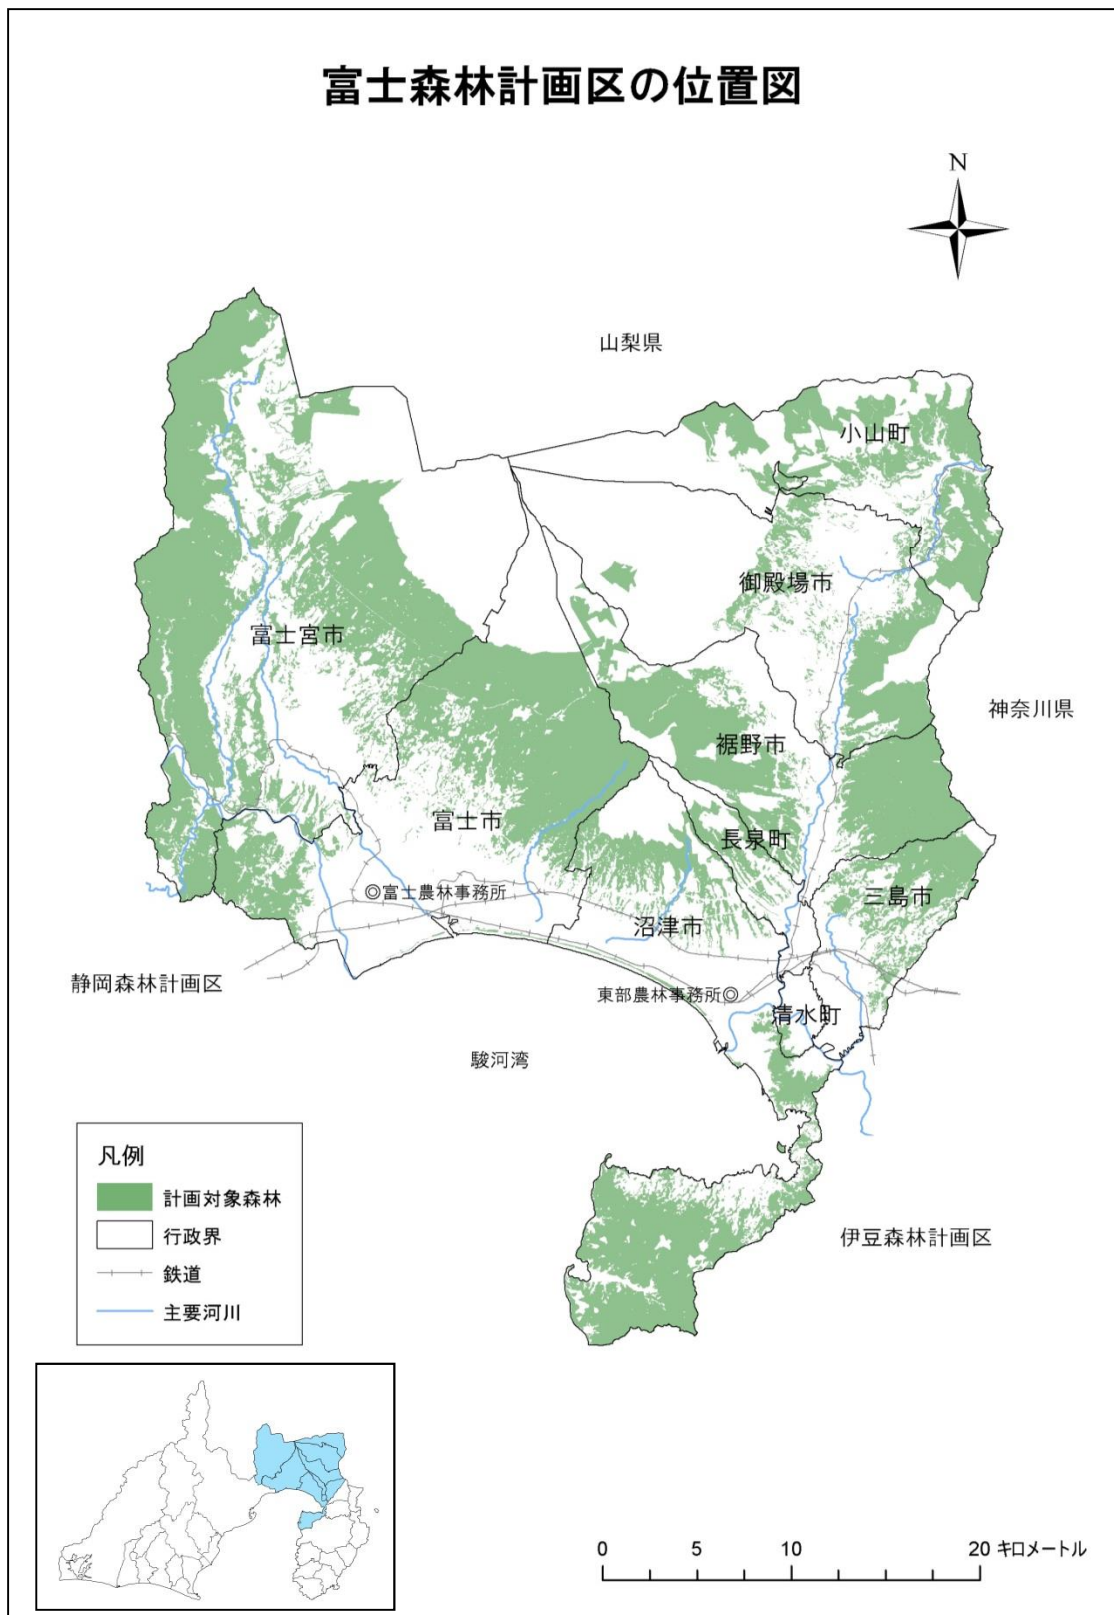 富士森林計画区の位置図
N
山梨県
小山町
御殿場市
富士宮市
神奈川県
裾野市
富士市
長泉町
◎富士農林事務所
三島市
沼津市
静岡森林計画区
東部農林事務所◎
清水町
駿河湾
凡例
計画対象森林
行政界
鉄道
主要河川
伊豆森林計画区
0 5 10 20 キロメートル